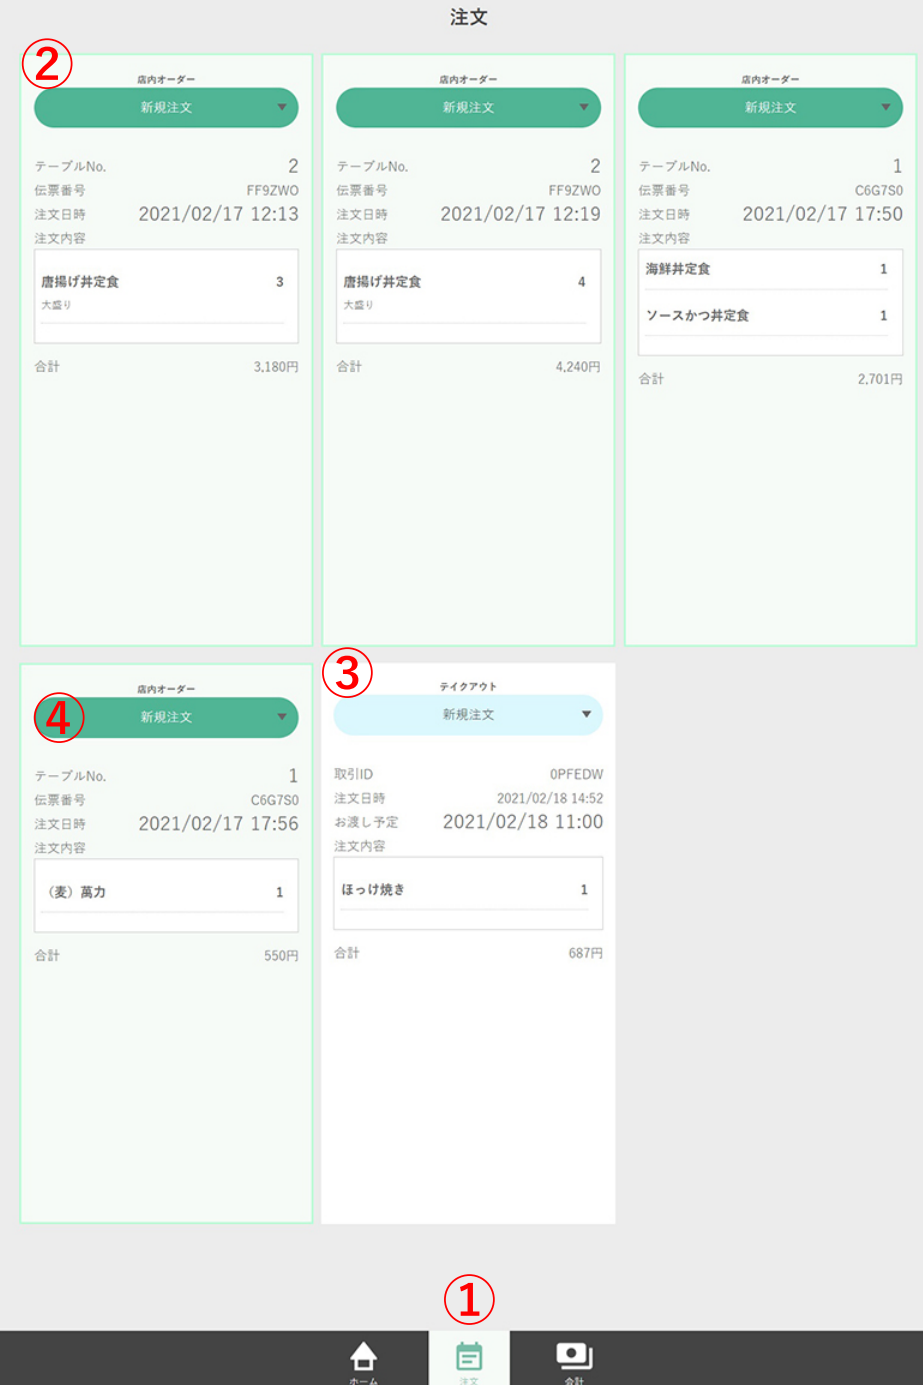 注文
②
店内オーダー
新規注文 ▼
テーブルNo. 2
伝票番号 FF9ZWO
注文日時 2021/02/17 12:13
注文内容
唐揚げ丼定食 3
大盛り
合計 3,180円
店内オーダー
新規注文 ▼
テーブルNo. 2
伝票番号 FF9ZWO
注文日時 2021/02/17 12:19
注文内容
唐揚げ丼定食 4
大盛り
合計 4,240円
店内オーダー
新規注文 ▼
テーブルNo. 1
伝票番号 C6G7S0
注文日時 2021/02/17 17:50
注文内容
海鮮丼定食 1
ソースかつ丼定食 1
合計 2,701円
店内オーダー
④ 新規注文 ▼
テーブルNo. 1
伝票番号 C6G7S0
注文日時 2021/02/17 17:56
注文内容
（麦）萬力 1
合計 550円
③
テイクアウト
新規注文 ▼
取引ID 0PFEDW
注文日時 2021/02/18 14:52
お渡し予定 2021/02/18 11:00
注文内容
ほっけ焼き 1
合計 687円
①
ホーム 注文 会計